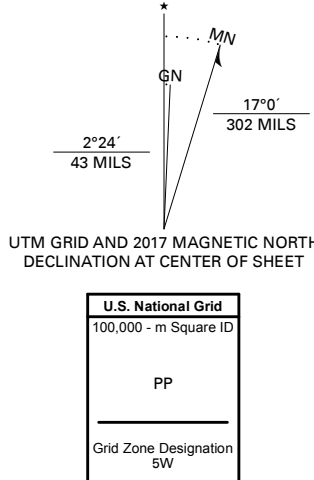 ★
MN
GN
17°0´
302 MILS
2°24´
43 MILS
UTM GRID AND 2017 MAGNETIC NORTH
DECLINATION AT CENTER OF SHEET
U.S. National Grid
100,000 - m Square ID
PP
Grid Zone Designation
5W